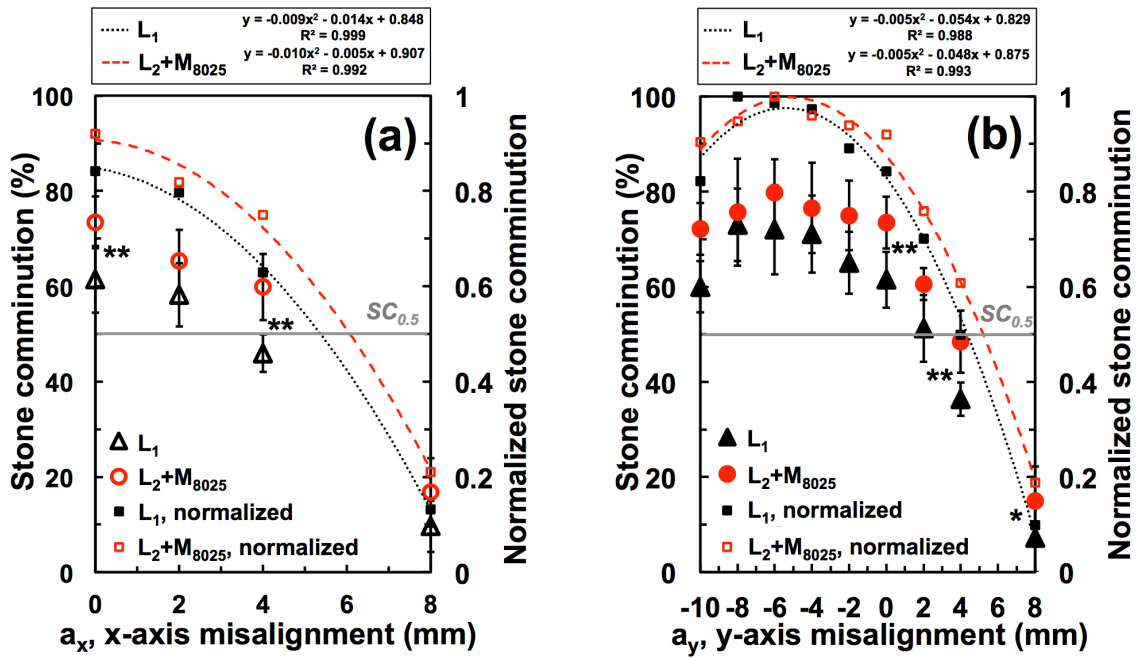 L₁
y = -0.009x² - 0.014x + 0.848
R² = 0.999
L₂+M₈₀₂₅
y = -0.010x² - 0.005x + 0.907
R² = 0.992
(a)
Stone comminution (%)
100
80
60
40
20
0
**
**
SC₀.₅
L₁
L₂+M₈₀₂₅
L₁, normalized
L₂+M₈₀₂₅, normalized
1
0.8
0.6
0.4
0.2
0
Normalized stone comminution
0 2 4 6 8
aₓ, x-axis misalignment (mm)
L₁
y = -0.005x² - 0.054x + 0.829
R² = 0.988
L₂+M₈₀₂₅
y = -0.005x² - 0.048x + 0.875
R² = 0.993
(b)
Stone comminution (%)
100
80
60
40
20
0
**
**
*
SC₀.₅
L₁
L₂+M₈₀₂₅
L₁, normalized
L₂+M₈₀₂₅, normalized
1
0.8
0.6
0.4
0.2
0
Normalized stone comminution
-10 -8 -6 -4 -2 0 2 4 6 8
a_y, y-axis misalignment (mm)